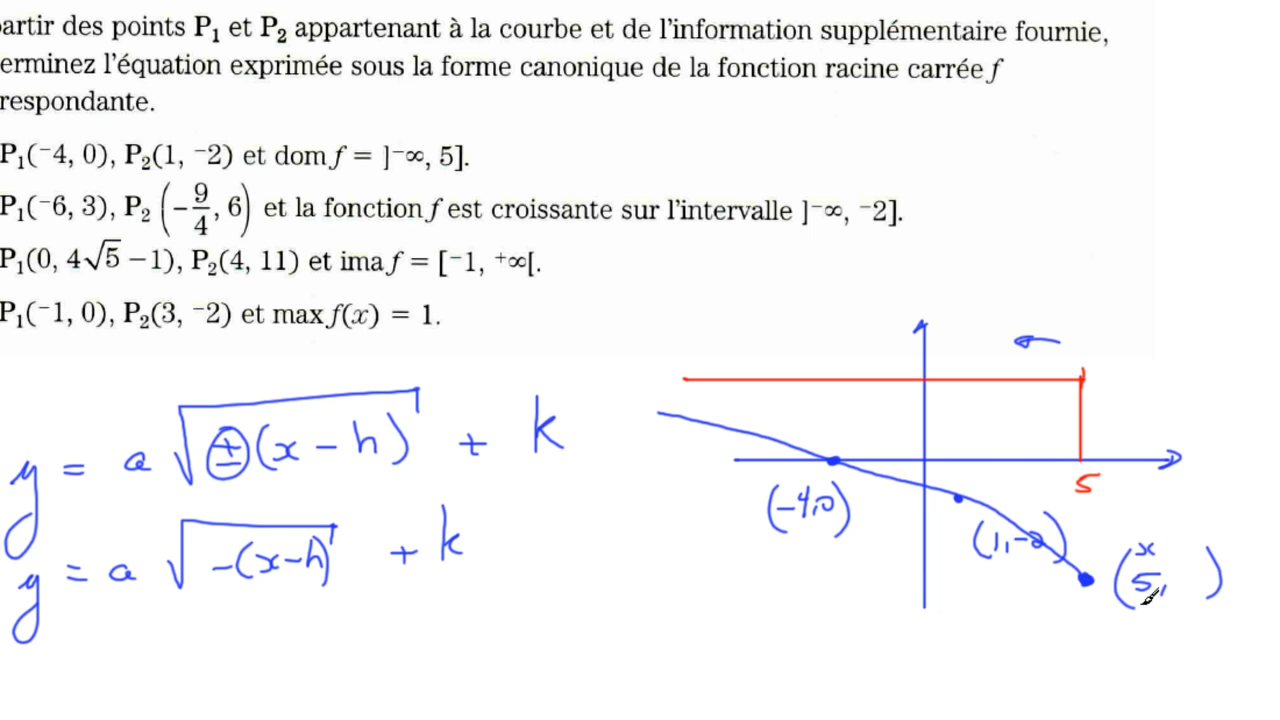 artir des points P₁ et P₂ appartenant à la courbe et de l'information supplémentaire fournie,
erminez l'équation exprimée sous la forme canonique de la fonction racine carrée f
respondante.
P₁(⁻4, 0), P₂(1, ⁻2) et dom f = ]⁻∞, 5].
P₁(⁻6, 3), P₂(−9/4, 6) et la fonction f est croissante sur l'intervalle ]⁻∞, ⁻2].
P₁(0, 4√5 − 1), P₂(4, 11) et ima f = [⁻1, ⁺∞[.
P₁(⁻1, 0), P₂(3, ⁻2) et max f(x) = 1.
y = a √±(x − h) + k
y = a √-(x-h) + k
5
(-4,0)
(1,-2)
x
(5, )